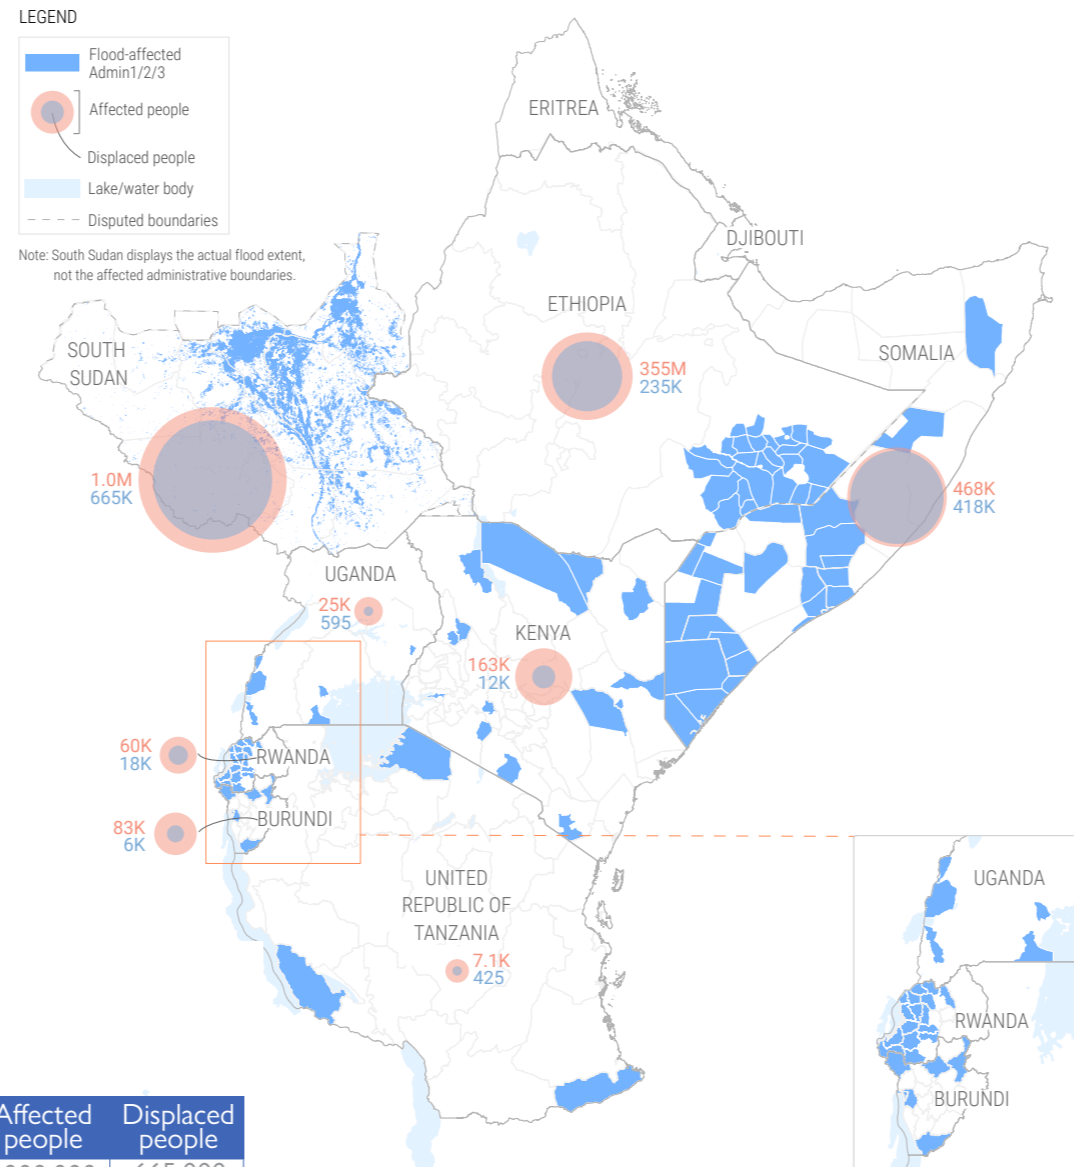 LEGEND
Flood-affected
Admin1/2/3
Affected people
Displaced people
Lake/water body
Disputed boundaries
Note: South Sudan displays the actual flood extent,
not the affected administrative boundaries.
ERITREA
DJIBOUTI
ETHIOPIA
355M
235K
SOUTH
SUDAN
1.0M
665K
SOMALIA
468K
418K
UGANDA
25K
595
KENYA
163K
12K
60K
18K
RWANDA
83K
6K
BURUNDI
UNITED
REPUBLIC OF
TANZANIA
7.1K
425
UGANDA
RWANDA
BURUNDI
Affected
people
Displaced
people